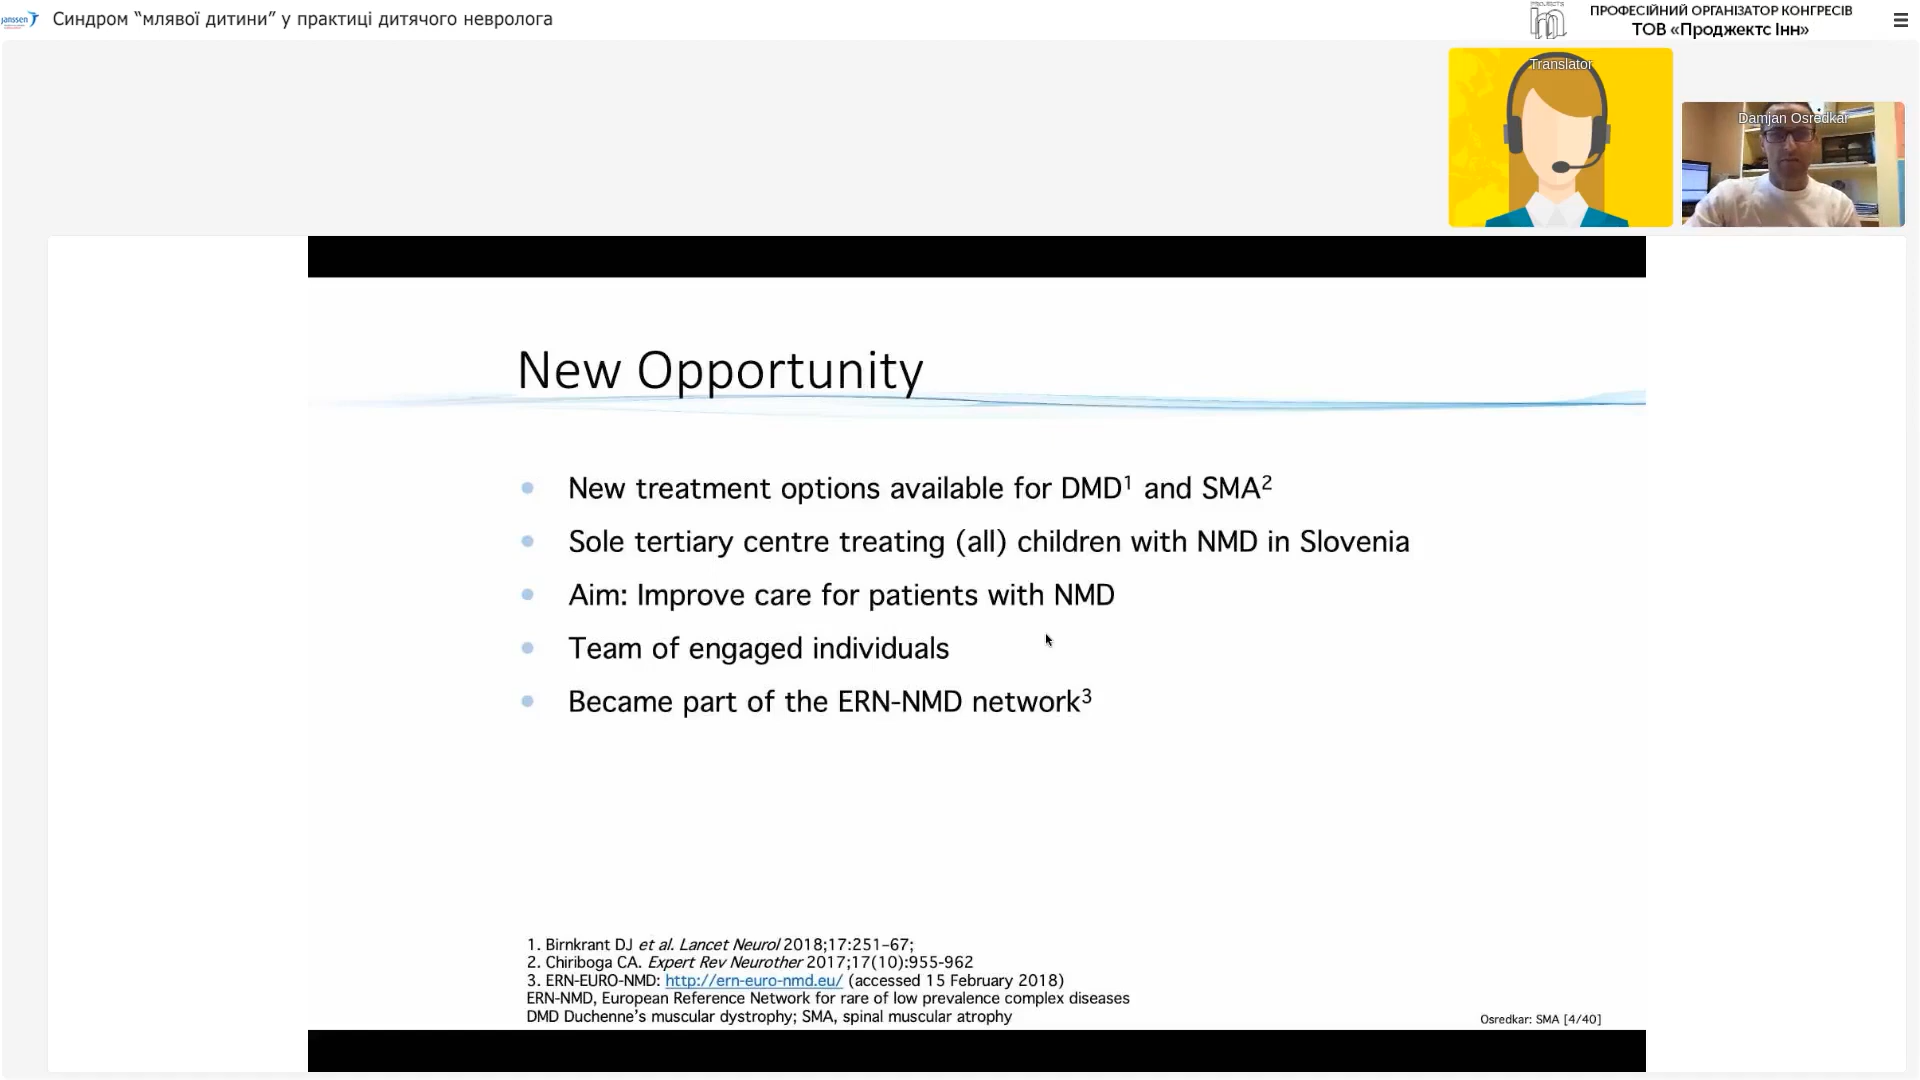 janssen
Синдром “млявої дитини” у практиці дитячого невролога
PROJECTS
ПРОФЕСІЙНИЙ ОРГАНІЗАТОР КОНГРЕСІВ
ТОВ «Проджектс Інн»
Translator
Damjan Osredkar
New Opportunity
• New treatment options available for DMD¹ and SMA²
• Sole tertiary centre treating (all) children with NMD in Slovenia
• Aim: Improve care for patients with NMD
• Team of engaged individuals
• Became part of the ERN-NMD network³
1. Birnkrant DJ et al. Lancet Neurol 2018;17:251–67;
2. Chiriboga CA. Expert Rev Neurother 2017;17(10):955-962
3. ERN-EURO-NMD: http://ern-euro-nmd.eu/ (accessed 15 February 2018)
ERN-NMD, European Reference Network for rare of low prevalence complex diseases
DMD Duchenne’s muscular dystrophy; SMA, spinal muscular atrophy
Osredkar: SMA [4/40]